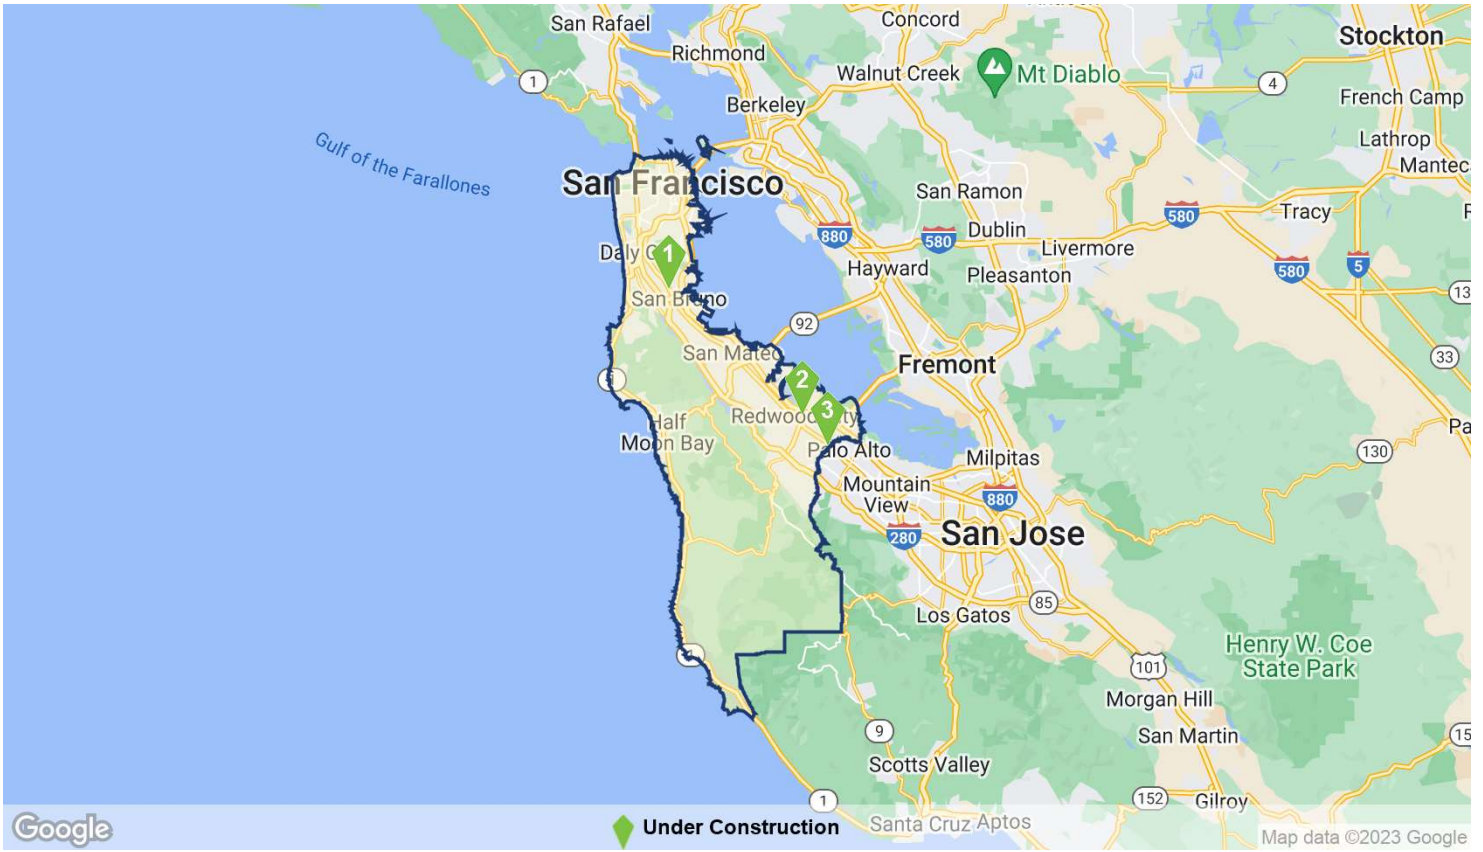 San Rafael
Concord
Stockton
Richmond
Walnut Creek
Mt Diablo
1
4
French Camp
Berkeley
Lathrop
Gulf of the Farallones
Mantec
San Francisco
San Ramon
580
Tracy
880
580
Dublin
Livermore
Daly C
1
Hayward
Pleasanton
580
5
San Bruno
13
92
San Mateo
Fremont
33
2
3
Redwood City
Half
Moon Bay
Palo Alto
Milpitas
130
Pa
Mountain
View
880
280
San Jose
85
Los Gatos
Henry W. Coe
State Park
101
Morgan Hill
9
San Martin
15
Scotts Valley
1
152
Gilroy
Google
Under Construction
Santa Cruz
Aptos
Map data ©2023 Google